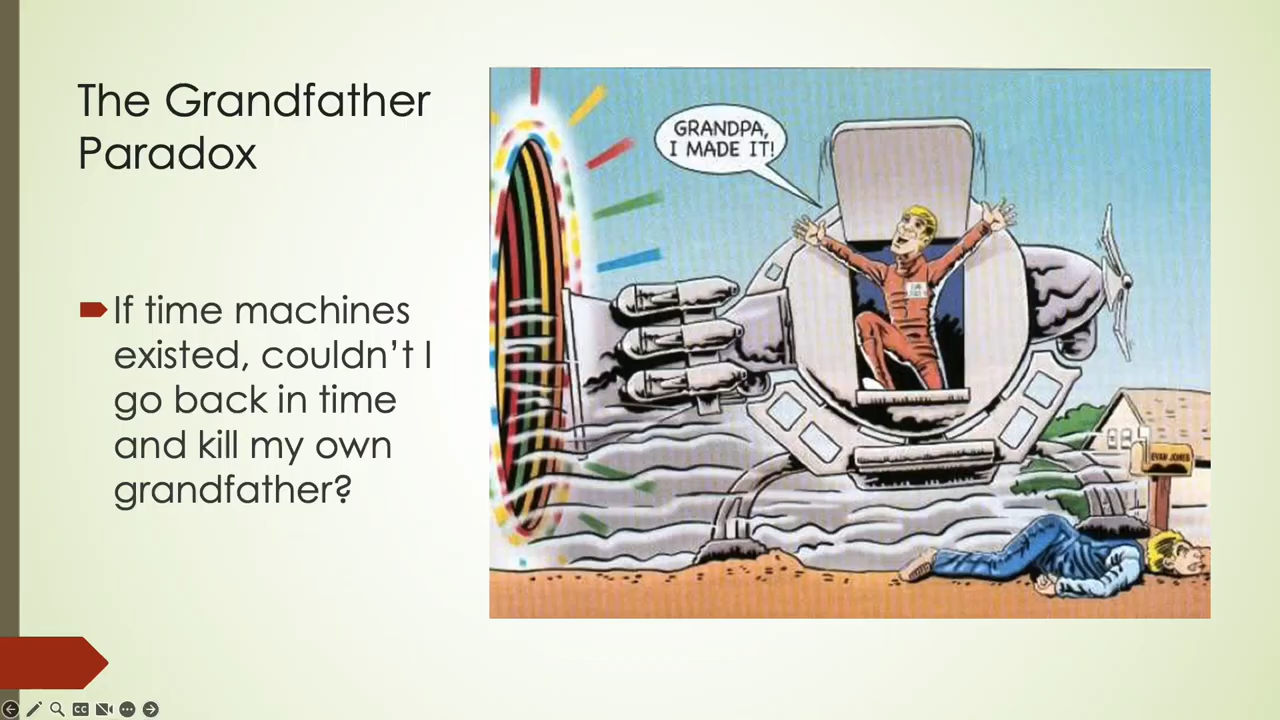 The Grandfather
Paradox
If time machines
existed, couldn’t I
go back in time
and kill my own
grandfather?
GRANDPA,
I MADE IT!
EVAN JONES
CC